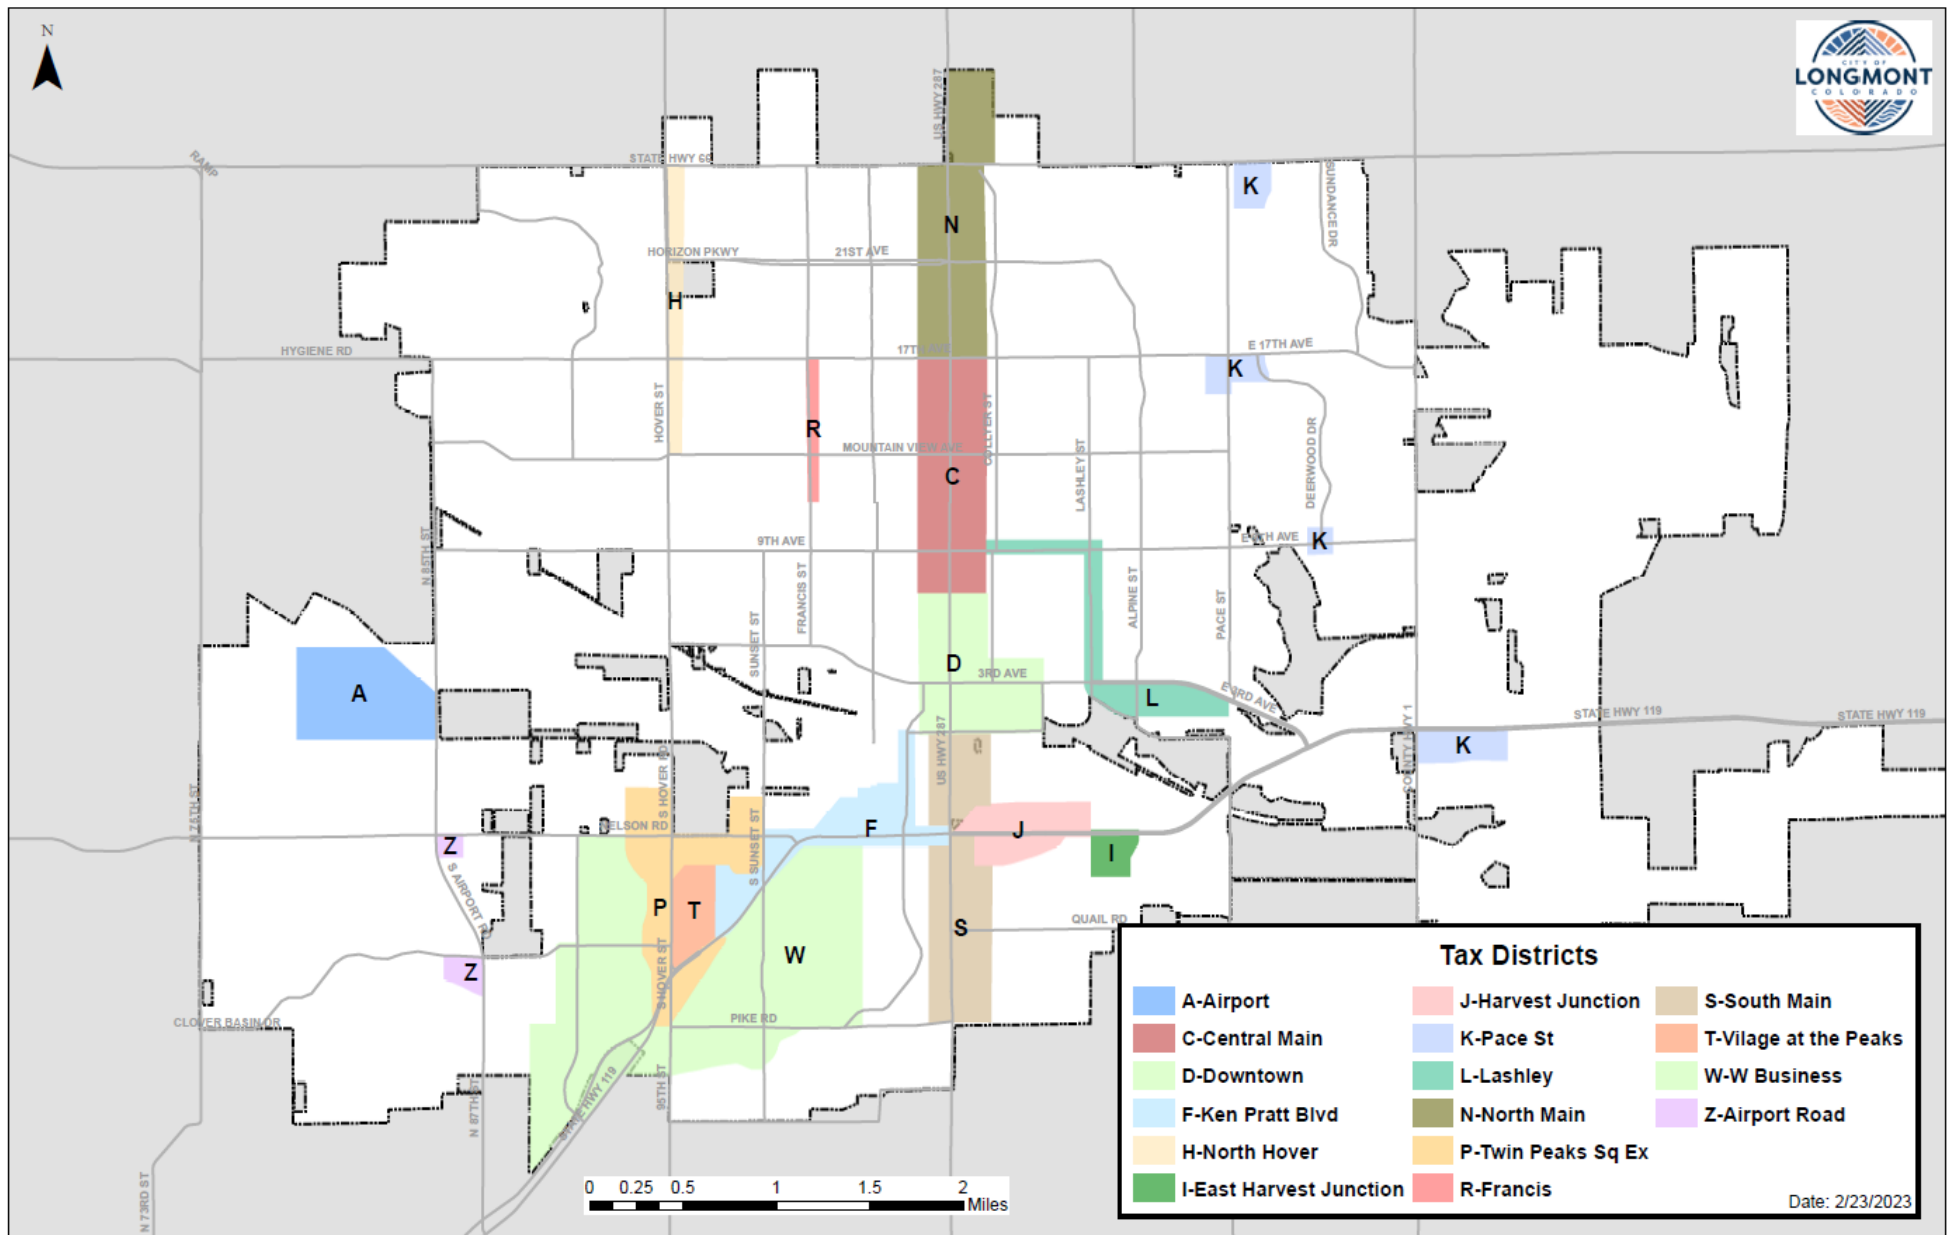 N
CITY OF
LONGMONT
COLORADO
US HWY 287
RAMP
STATE HWY 66
K
SUNDANCE DR
N
HORIZON PKWY
21ST AVE
H
HYGIENE RD
17TH AVE
E 17TH AVE
K
HOVER ST
R
COLLYER ST
MOUNTAIN VIEW AVE
LASHLEY ST
DEERWOOD DR
C
9TH AVE
K
N 85TH ST
FRANCIS ST
SUNSET ST
ALPINE ST
PACE ST
A
D
3RD AVE
L
E 3RD AVE
STATE HWY 119
STATE HWY 119
US HWY 287
K
S HOVER RD
N 75TH ST
F
J
I
S SUNSET ST
Z
S AIRPORT RD
P
T
S
QUAIL RD
W
Z
S HOVER ST
CLOVER BASIN DR
PIKE RD
STATE HWY 119
95TH ST
N 87TH ST
N 73RD ST
0 0.25 0.5 1 1.5 2
Miles
Tax Districts
A-Airport
C-Central Main
D-Downtown
F-Ken Pratt Blvd
H-North Hover
I-East Harvest Junction
J-Harvest Junction
K-Pace St
L-Lashley
N-North Main
P-Twin Peaks Sq Ex
R-Francis
S-South Main
T-Vilage at the Peaks
W-W Business
Z-Airport Road
Date: 2/23/2023